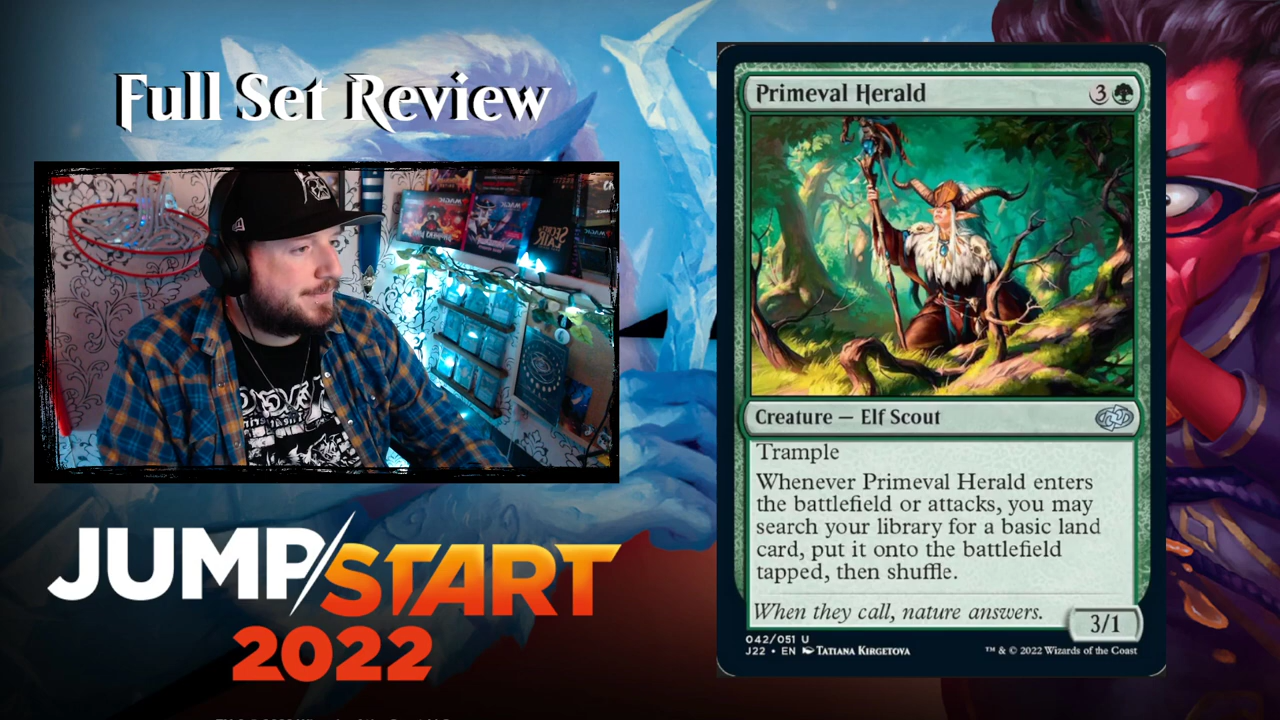 Full Set Review
JUMP/START
2022
Primeval Herald
3
Creature — Elf Scout
Trample
Whenever Primeval Herald enters
the battlefield or attacks, you may
search your library for a basic land
card, put it onto the battlefield
tapped, then shuffle.
When they call, nature answers.
3/1
042/051 U
J22 • EN Tatiana Kirgetova
™ & © 2022 Wizards of the Coast